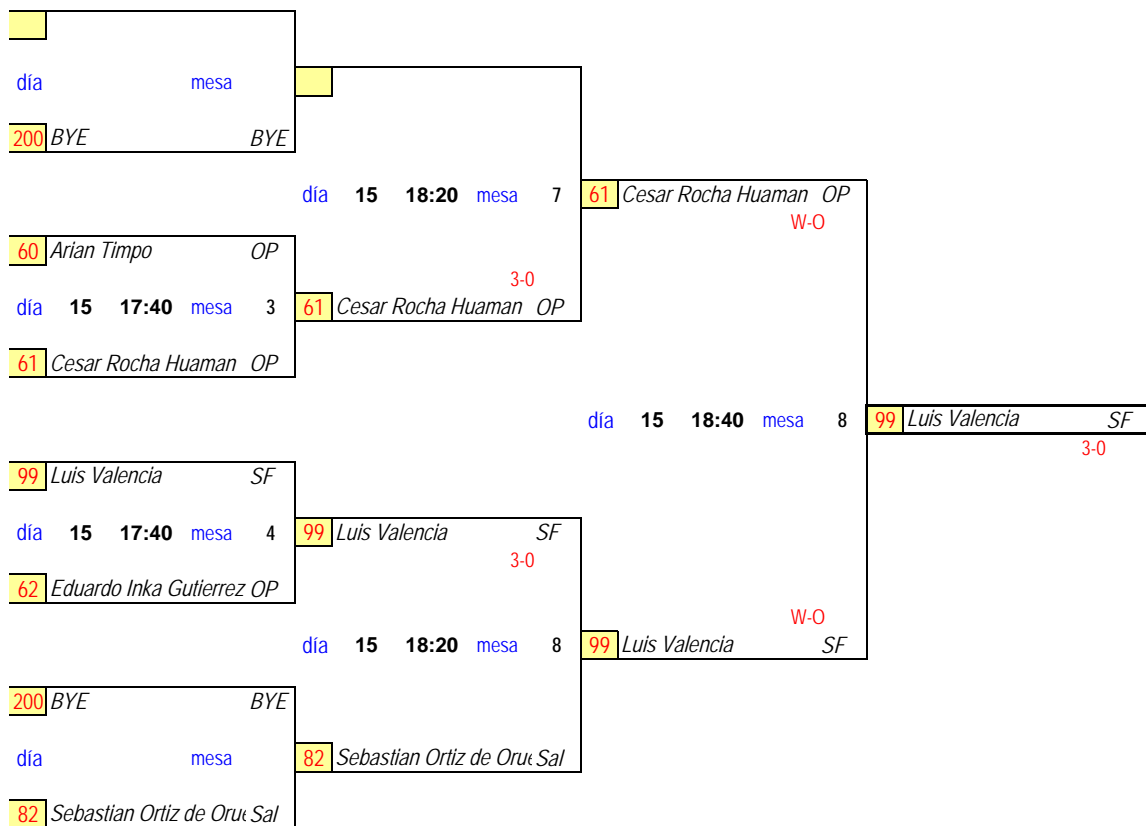 día mesa
200 BYE BYE
día 15 18:20 mesa 7 61 Cesar Rocha Huaman OP
W-O
60 Arian Timpo OP
3-0
día 15 17:40 mesa 3 61 Cesar Rocha Huaman OP
61 Cesar Rocha Huaman OP
día 15 18:40 mesa 8 99 Luis Valencia SF
3-0
99 Luis Valencia SF
día 15 17:40 mesa 4 99 Luis Valencia SF
3-0
62 Eduardo Inka Gutierrez OP
W-O
día 15 18:20 mesa 8 99 Luis Valencia SF
200 BYE BYE
día mesa 82 Sebastian Ortiz de Orue Sal
82 Sebastian Ortiz de Orue Sal